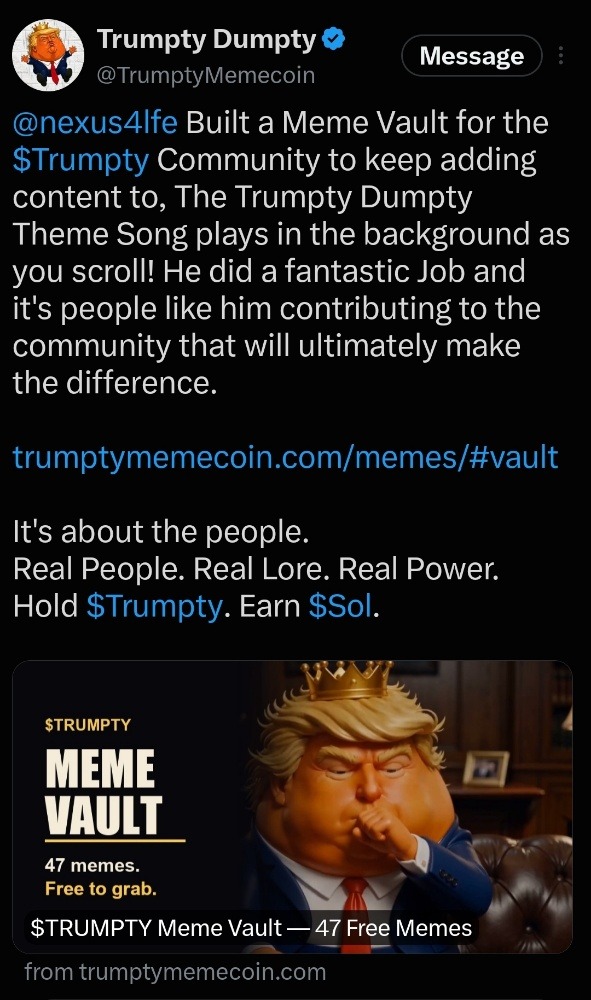 Trumpty Dumpty
Message
@TrumptyMemecoin
@nexus4lfe Built a Meme Vault for the
$Trumpty Community to keep adding
content to, The Trumpty Dumpty
Theme Song plays in the background as
you scroll! He did a fantastic Job and
it's people like him contributing to the
community that will ultimately make
the difference.
trumptymemecoin.com/memes/#vault
It's about the people.
Real People. Real Lore. Real Power.
Hold $Trumpty. Earn $Sol.
$TRUMPTY
MEME
VAULT
47 memes.
Free to grab.
$TRUMPTY Meme Vault — 47 Free Memes
from trumptymemecoin.com